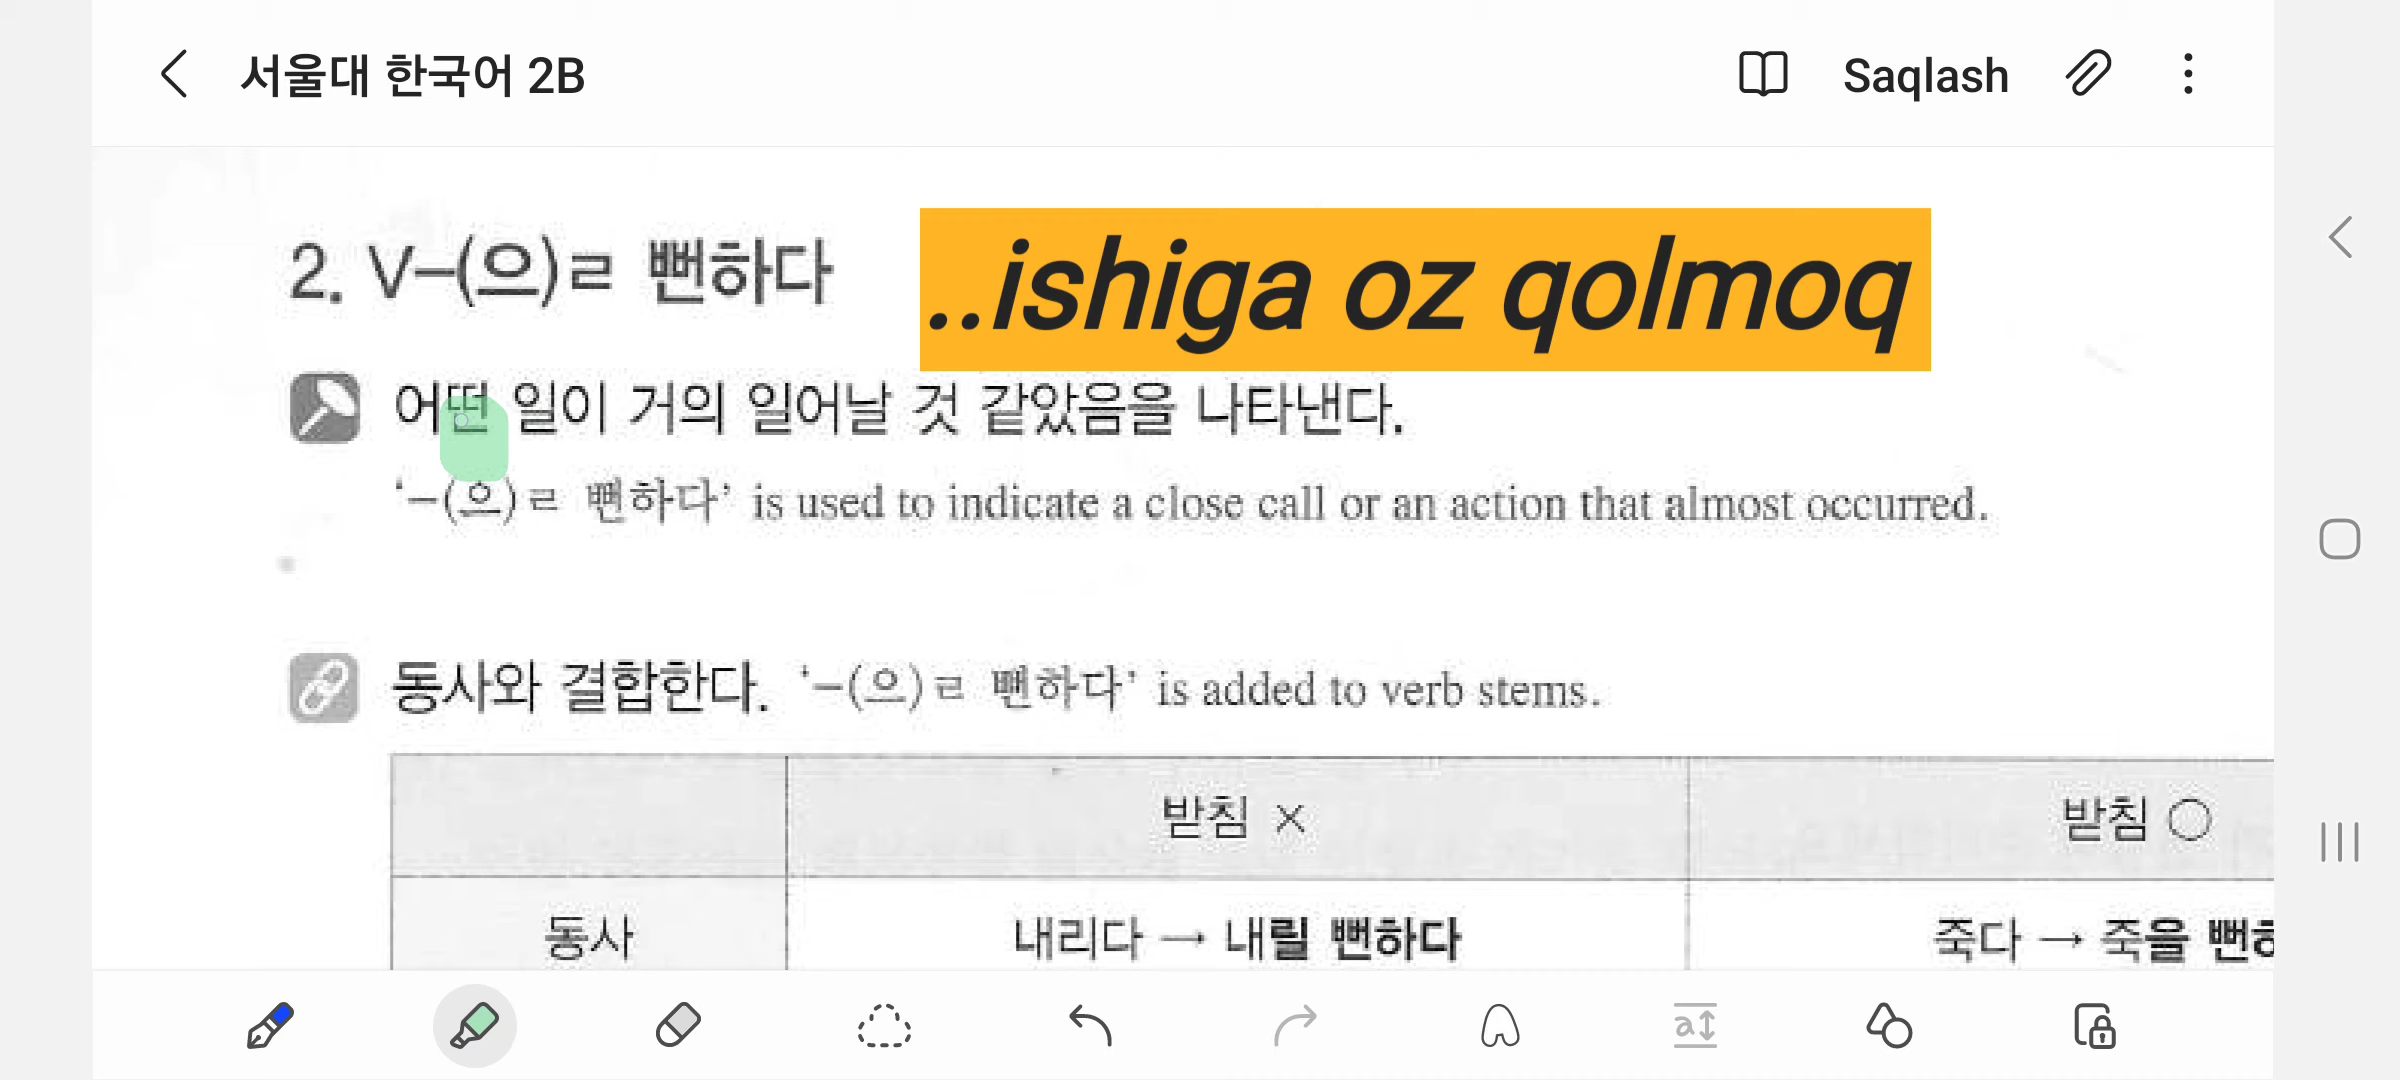 서울대 한국어 2B
Saqlash
2. V–(으)ㄹ 뻔하다
..ishiga oz qolmoq
어떤 일이 거의 일어날 것 같았음을 나타낸다.
‘–(으)ㄹ 뻔하다’ is used to indicate a close call or an action that almost occurred.
동사와 결합한다. ‘–(으)ㄹ 뻔하다’ is added to verb stems.
받침 × 받침 ○
동사 내리다 → 내릴 뻔하다 죽다 → 죽을 뻔하